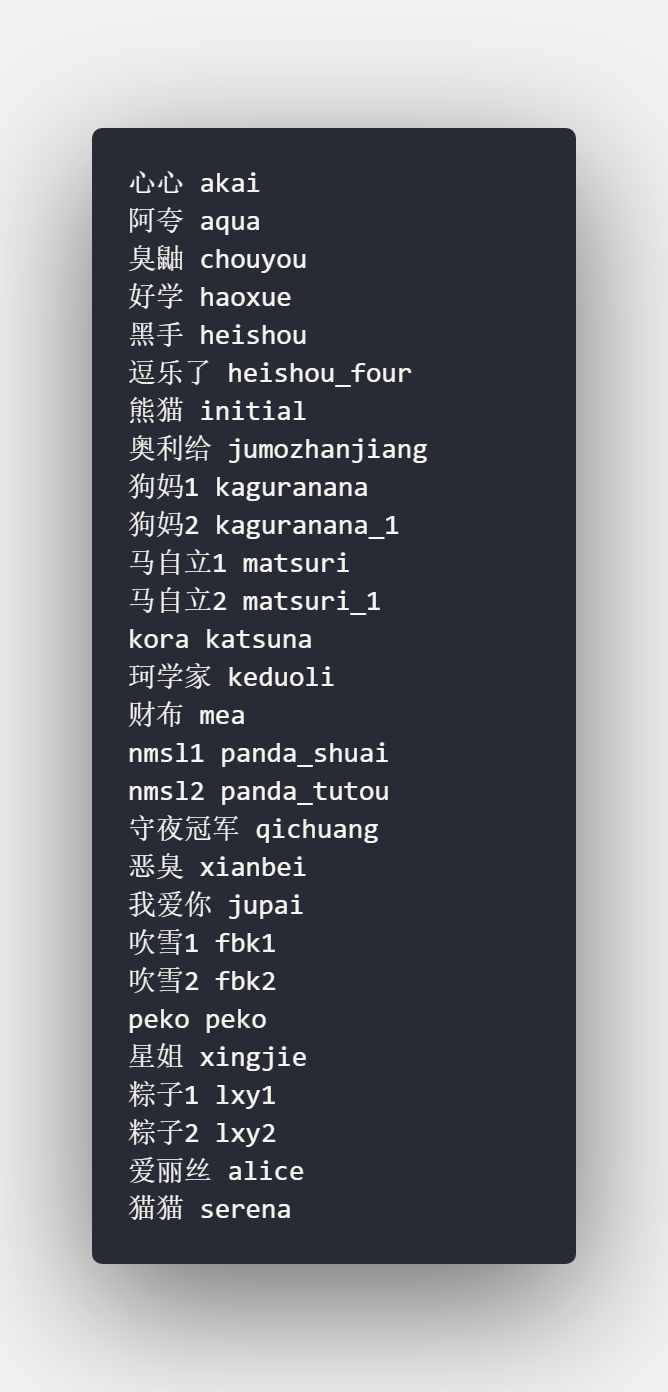 心心 akai
阿夸 aqua
臭鼬 chouyou
好学 haoxue
黑手 heishou
逗乐了 heishou_four
熊猫 initial
奥利给 jumozhanjiang
狗妈1 kaguranana
狗妈2 kaguranana_1
马自立1 matsuri
马自立2 matsuri_1
kora katsuna
珂学家 keduoli
财布 mea
nmsl1 panda_shuai
nmsl2 panda_tutou
守夜冠军 qichuang
恶臭 xianbei
我爱你 jupai
吹雪1 fbk1
吹雪2 fbk2
peko peko
星姐 xingjie
粽子1 lxy1
粽子2 lxy2
爱丽丝 alice
猫猫 serena